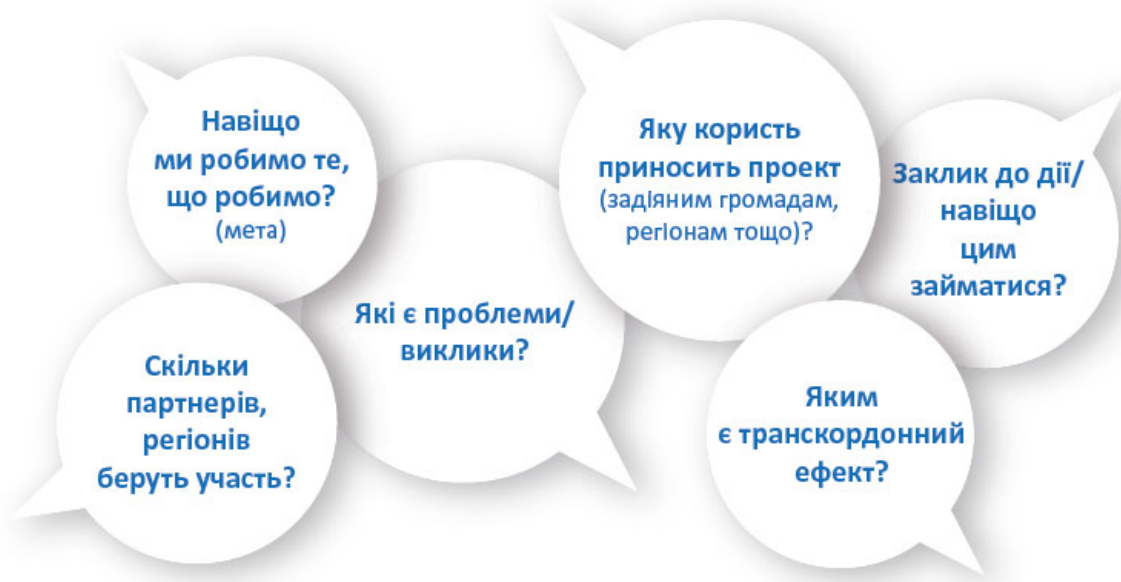 Навіщо
ми робимо те,
що робимо?
(мета)
Скільки
партнерів,
регіонів
беруть участь?
Які є проблеми/
виклики?
Яку користь
приносить проект
(задіяним громадам,
регіонам тощо)?
Яким
є транскордонний
ефект?
Заклик до дії/
навіщо
цим
займатися?